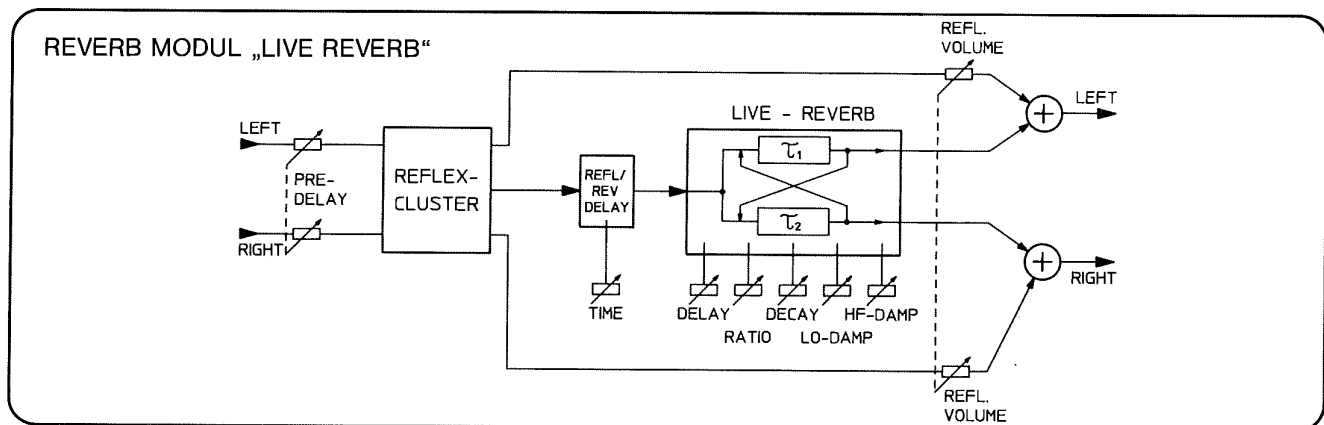 REVERB MODUL „LIVE REVERB“
REFL.
VOLUME
LEFT
PRE-
DELAY
RIGHT
REFLEX-
CLUSTER
REFL/
REV
DELAY
TIME
LIVE - REVERB
τ1
τ2
DELAY
RATIO
DECAY
LO-DAMP
HF-DAMP
+
LEFT
+
RIGHT
REFL.
VOLUME